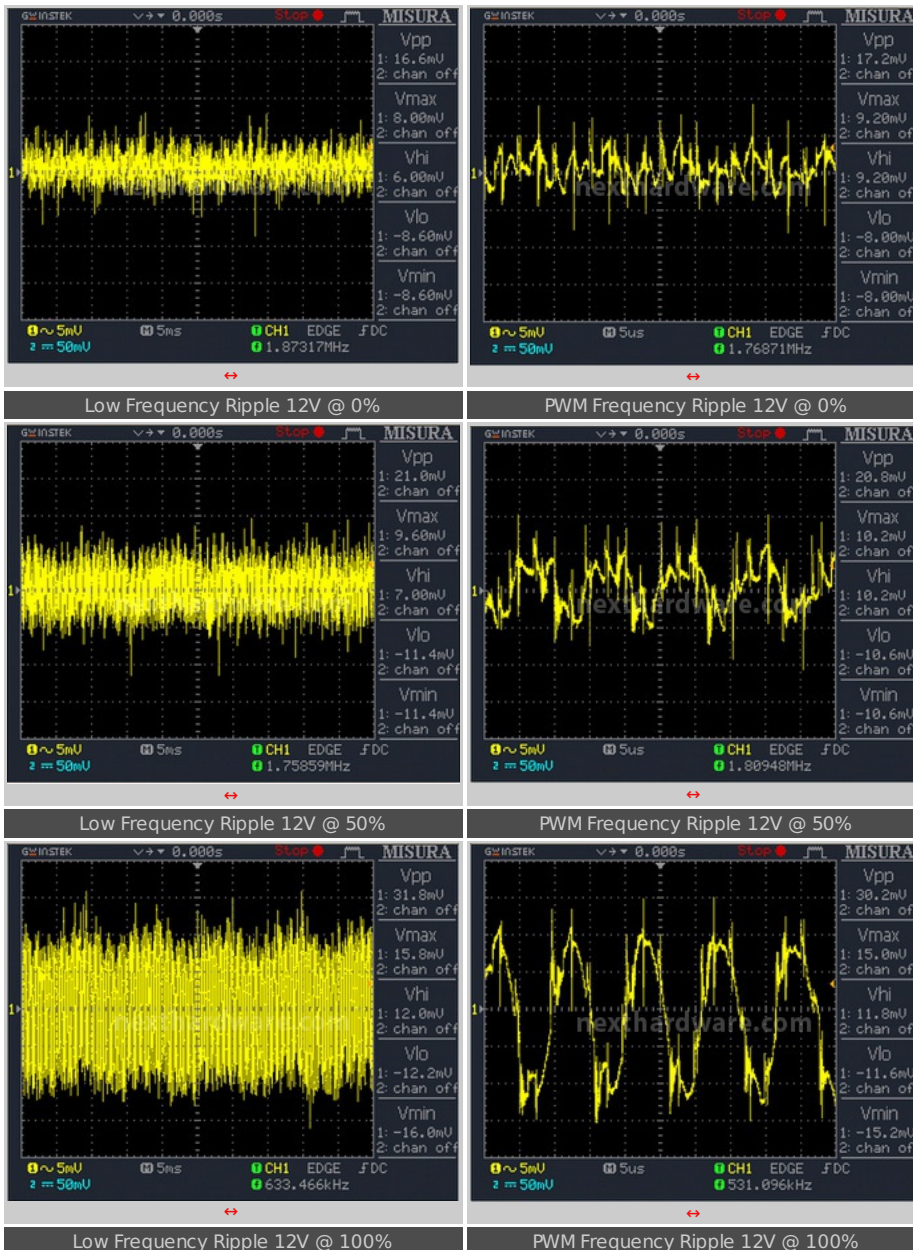 GWINSTEK 0.000s Stop MISURA
Vpp
1: 16.6mV
2: chan off
Vmax
1: 8.00mV
2: chan off
Vhi
1: 6.00mV
2: chan off
Vlo
1: -8.60mV
2: chan off
Vmin
1: -8.60mV
2: chan off
1
nexthardware.com
1 ~ 5mV M 5ms T CH1 EDGE DC
2 50mV f 1.87317MHz
Low Frequency Ripple 12V @ 0%
GWINSTEK 0.000s Stop MISURA
Vpp
1: 17.2mV
2: chan off
Vmax
1: 9.20mV
2: chan off
Vhi
1: 9.20mV
2: chan off
Vlo
1: -8.00mV
2: chan off
Vmin
1: -8.00mV
2: chan off
1
nexthardware.com
1 ~ 5mV M 5us T CH1 EDGE DC
2 50mV f 1.76871MHz
PWM Frequency Ripple 12V @ 0%
GWINSTEK 0.000s Stop MISURA
Vpp
1: 21.0mV
2: chan off
Vmax
1: 9.60mV
2: chan off
Vhi
1: 7.00mV
2: chan off
Vlo
1: -11.4mV
2: chan off
Vmin
1: -11.4mV
2: chan off
1
nexthardware.com
1 ~ 5mV M 5ms T CH1 EDGE DC
2 50mV f 1.75859MHz
Low Frequency Ripple 12V @ 50%
GWINSTEK 0.000s Stop MISURA
Vpp
1: 20.8mV
2: chan off
Vmax
1: 10.2mV
2: chan off
Vhi
1: 10.2mV
2: chan off
Vlo
1: -10.6mV
2: chan off
Vmin
1: -10.6mV
2: chan off
1
nexthardware.com
1 ~ 5mV M 5us T CH1 EDGE DC
2 50mV f 1.80948MHz
PWM Frequency Ripple 12V @ 50%
GWINSTEK 0.000s Stop MISURA
Vpp
1: 31.8mV
2: chan off
Vmax
1: 15.8mV
2: chan off
Vhi
1: 12.0mV
2: chan off
Vlo
1: -12.2mV
2: chan off
Vmin
1: -16.0mV
2: chan off
1
nexthardware.com
1 ~ 5mV M 5ms T CH1 EDGE DC
2 50mV f 633.466kHz
Low Frequency Ripple 12V @ 100%
GWINSTEK 0.000s Stop MISURA
Vpp
1: 30.2mV
2: chan off
Vmax
1: 15.0mV
2: chan off
Vhi
1: 11.8mV
2: chan off
Vlo
1: -11.6mV
2: chan off
Vmin
1: -15.2mV
2: chan off
1
nexthardware.com
1 ~ 5mV M 5us T CH1 EDGE DC
2 50mV f 531.096kHz
PWM Frequency Ripple 12V @ 100%